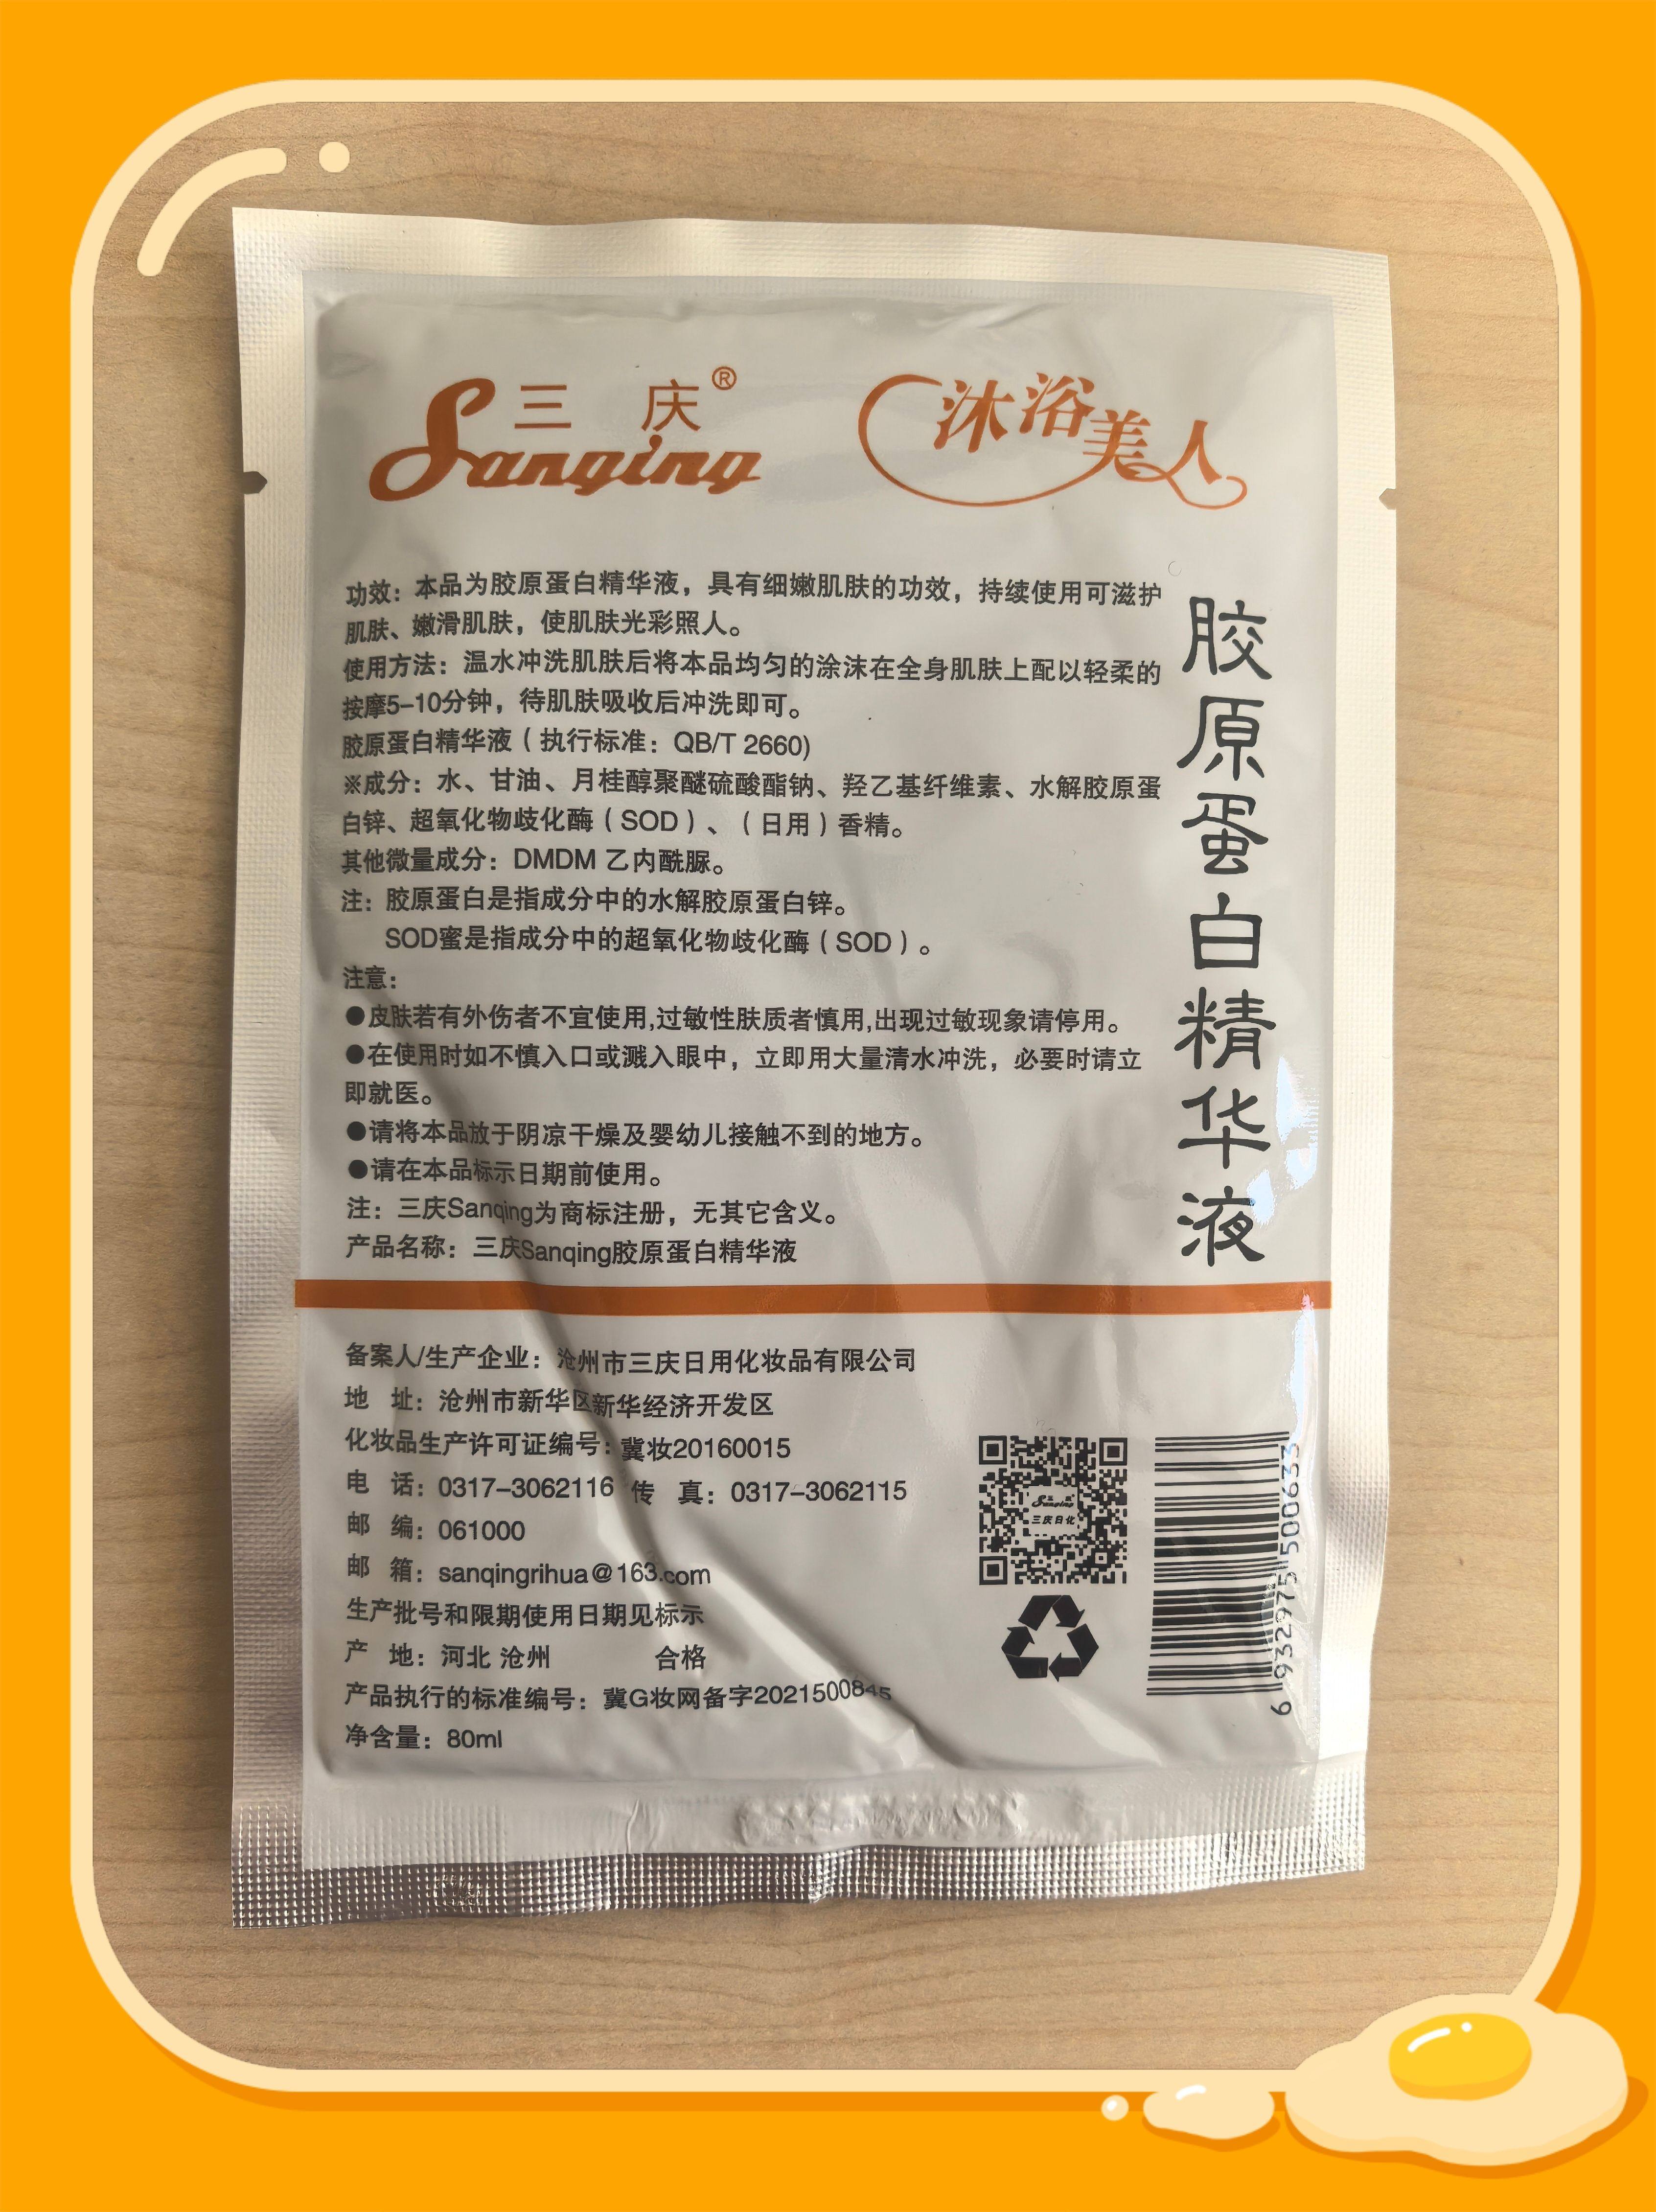 三 庆®
Sanqing
沐浴美人
胶原蛋白精华液
功效：本品为胶原蛋白精华液，具有细嫩肌肤的功效，持续使用可滋护
肌肤、嫩滑肌肤，使肌肤光彩照人。
使用方法：温水冲洗肌肤后将本品均匀的涂沫在全身肌肤上配以轻柔的
按摩5-10分钟，待肌肤吸收后冲洗即可。
胶原蛋白精华液（执行标准：QB/T 2660)
※成分：水、甘油、月桂醇聚醚硫酸酯钠、羟乙基纤维素、水解胶原蛋
白锌、超氧化物歧化酶（SOD）、（日用）香精。
其他微量成分：DMDM 乙内酰脲。
注：胶原蛋白是指成分中的水解胶原蛋白锌。
SOD蜜是指成分中的超氧化物歧化酶（SOD）。
注意：
●皮肤若有外伤者不宜使用,过敏性肤质者慎用,出现过敏现象请停用。
●在使用时如不慎入口或溅入眼中，立即用大量清水冲洗，必要时请立
即就医。
●请将本品放于阴凉干燥及婴幼儿接触不到的地方。
●请在本品标示日期前使用。
注：三庆Sanqing为商标注册，无其它含义。
产品名称：三庆Sanqing胶原蛋白精华液
备案人/生产企业：沧州市三庆日用化妆品有限公司
地 址：沧州市新华区新华经济开发区
化妆品生产许可证编号：冀妆20160015
电 话：0317-3062116 传 真：0317-3062115
邮 编：061000
邮 箱：sanqingrihua@163.com
生产批号和限期使用日期见标示
产 地：河北 沧州 合格
产品执行的标准编号：冀G妆网备字2021500845
净含量：80ml
三庆日化
6 932975 500633